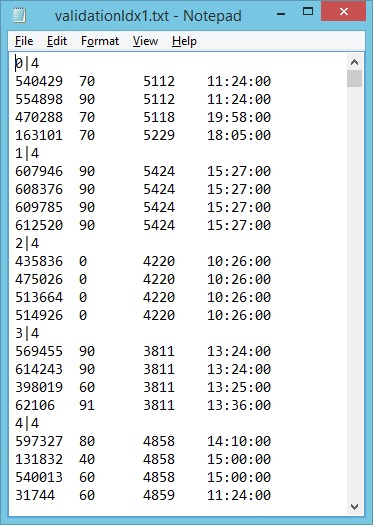 validationIdx1.txt - Notepad
File Edit Format View Help
0|4
540429 70 5112 11:24:00
554898 90 5112 11:24:00
470288 70 5118 19:58:00
163101 70 5229 18:05:00
1|4
607946 90 5424 15:27:00
608376 90 5424 15:27:00
609785 90 5424 15:27:00
612520 90 5424 15:27:00
2|4
435836 0 4220 10:26:00
475026 0 4220 10:26:00
513664 0 4220 10:26:00
514926 0 4220 10:26:00
3|4
569455 90 3811 13:24:00
614243 90 3811 13:24:00
398019 60 3811 13:25:00
62106 91 3811 13:36:00
4|4
597327 80 4858 14:10:00
131832 40 4858 15:00:00
540013 60 4858 15:00:00
31744 60 4859 11:24:00